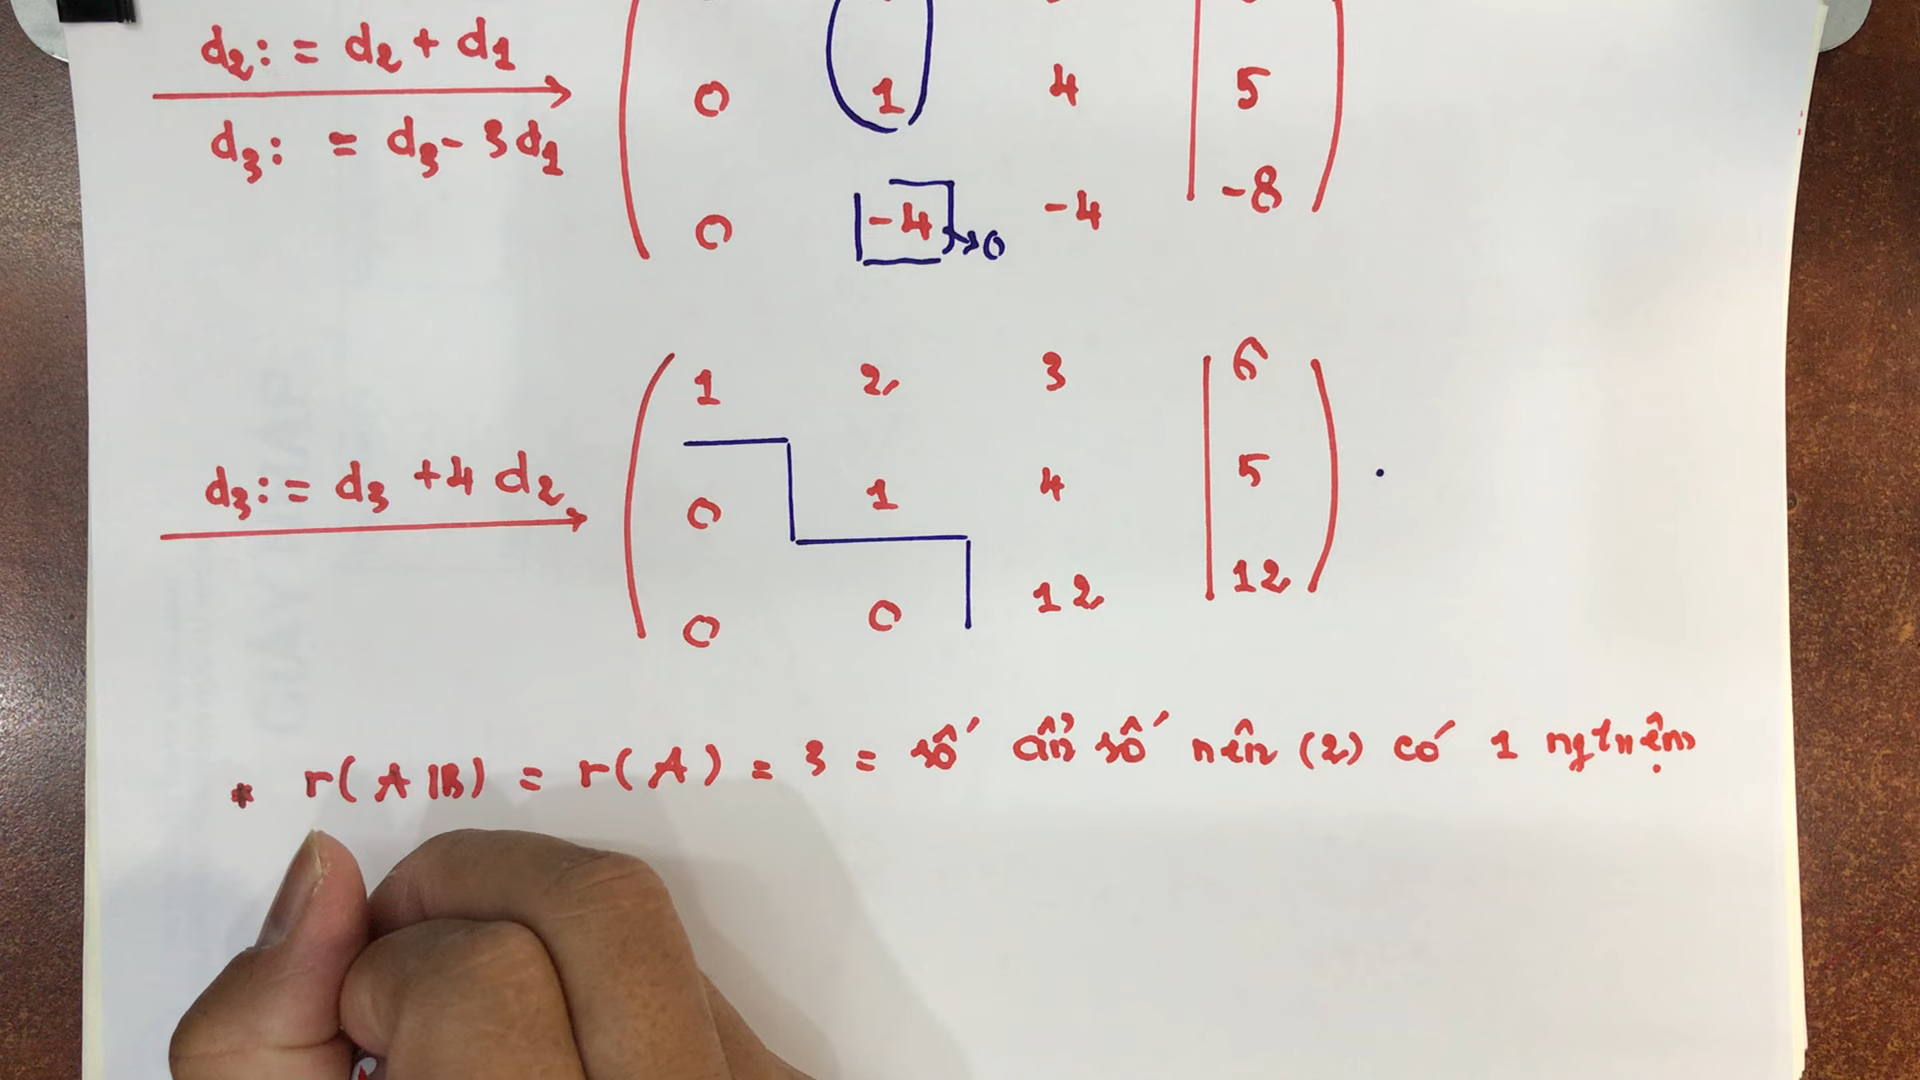 d2: = d2 + d1
d3: = d3 - 3d1
0 1 4 5
0 -4 →0 -4 -8
1 2 3 6
d3: = d3 + 4 d2
0 1 4 5
0 0 12 12
* r(A|B) = r(A) = 3 = số ẩn số nên (2) có 1 nghiệm